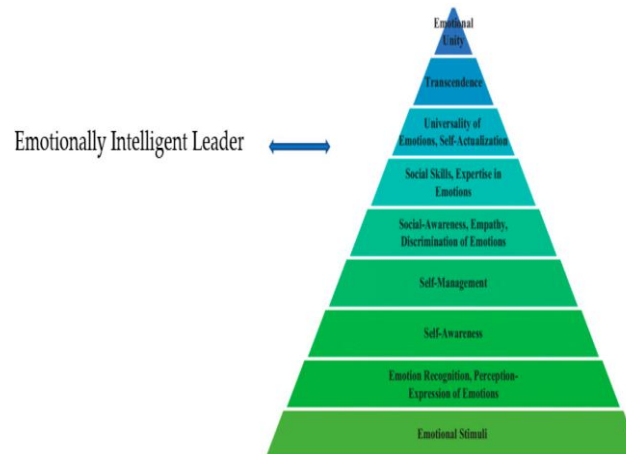 Emotional
Unity
Transcendence
Universality of
Emotions, Self-Actualization
Emotionally Intelligent Leader
Social Skills, Expertise in
Emotions
Social-Awareness, Empathy,
Discrimination of Emotions
Self-Management
Self-Awareness
Emotion Recognition, Perception-
Expression of Emotions
Emotional Stimuli